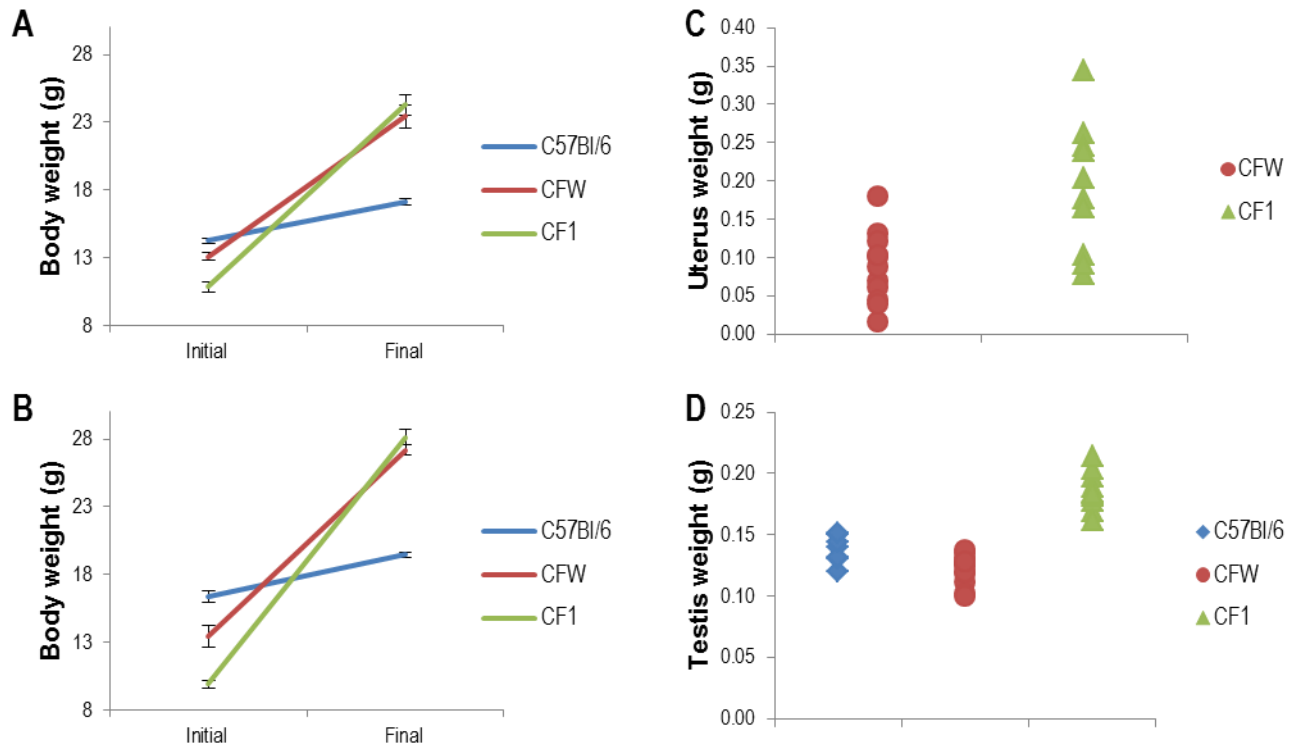 A
Body weight (g)
28
23
18
13
8
Initial Final
C57Bl/6
CFW
CF1
B
Body weight (g)
28
23
18
13
8
Initial Final
C57Bl/6
CFW
CF1
C
Uterus weight (g)
0.40
0.35
0.30
0.25
0.20
0.15
0.10
0.05
0.00
CFW
CF1
D
Testis weight (g)
0.25
0.20
0.15
0.10
0.05
0.00
C57Bl/6
CFW
CF1